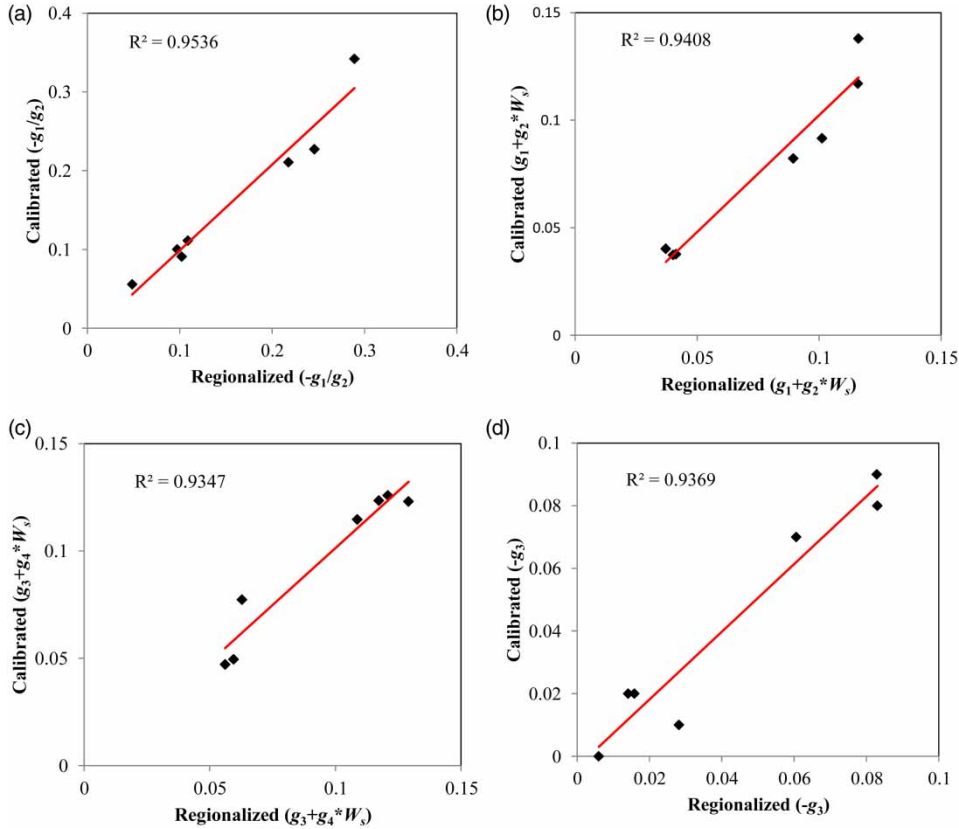 (a)
0.4
R² = 0.9536
0.3
0.2
0.1
0
0
0.1
0.2
0.3
0.4
Calibrated (-g₁/g₂)
Regionalized (-g₁/g₂)
(b)
0.15
R² = 0.9408
0.1
0.05
0
0
0.05
0.1
0.15
Calibrated (g₁+g₂*Wₛ)
Regionalized (g₁+g₂*Wₛ)
(c)
0.15
R² = 0.9347
0.1
0.05
0
0
0.05
0.1
0.15
Calibrated (g₃+g₄*Wₛ)
Regionalized (g₃+g₄*Wₛ)
(d)
0.1
R² = 0.9369
0.08
0.06
0.04
0.02
0
0
0.02
0.04
0.06
0.08
0.1
Calibrated (-g₃)
Regionalized (-g₃)